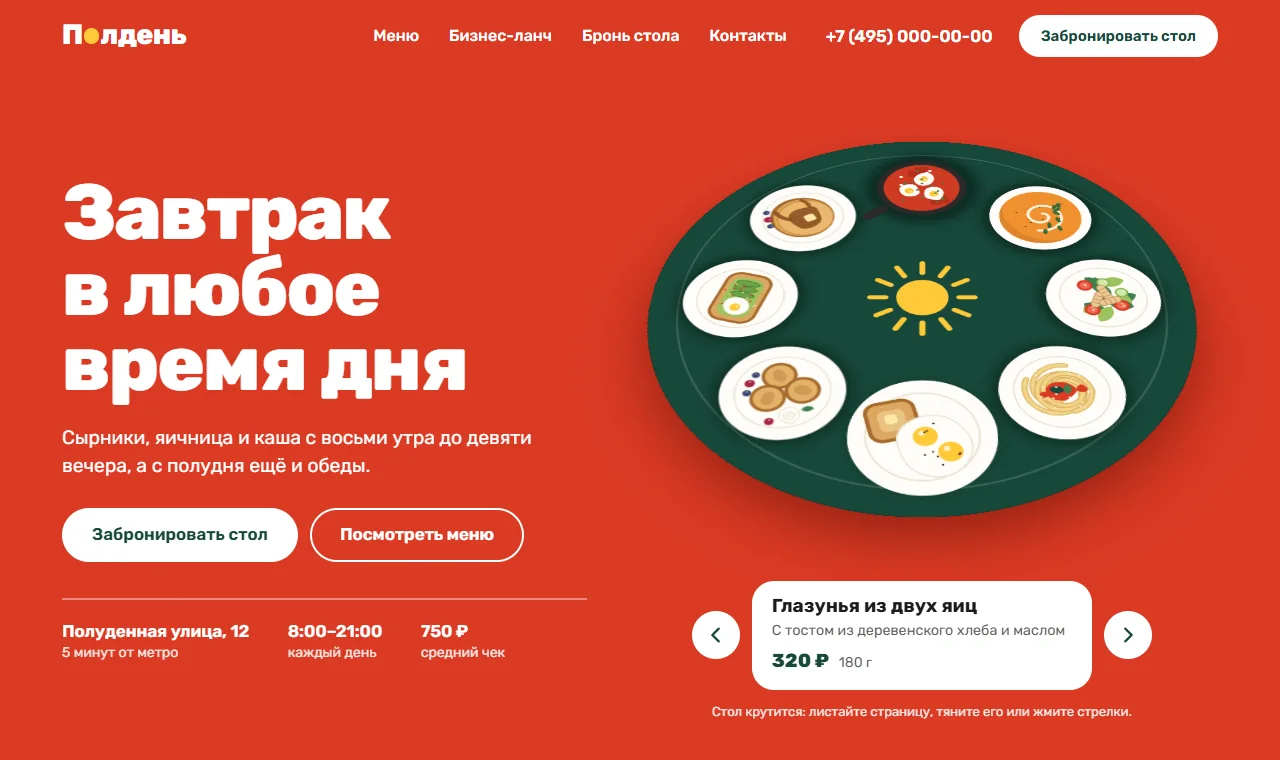 Полдень
Меню
Бизнес-ланч
Бронь стола
Контакты
+7 (495) 000-00-00
Забронировать стол
Завтрак
в любое
время дня
Сырники, яичница и каша с восьми утра до девяти
вечера, а с полудня ещё и обеды.
Забронировать стол
Посмотреть меню
Полуденная улица, 12
5 минут от метро
8:00–21:00
каждый день
750 ₽
средний чек
Глазунья из двух яиц
С тостом из деревенского хлеба и маслом
320 ₽ 180 г
Стол крутится: листайте страницу, тяните его или жмите стрелки.